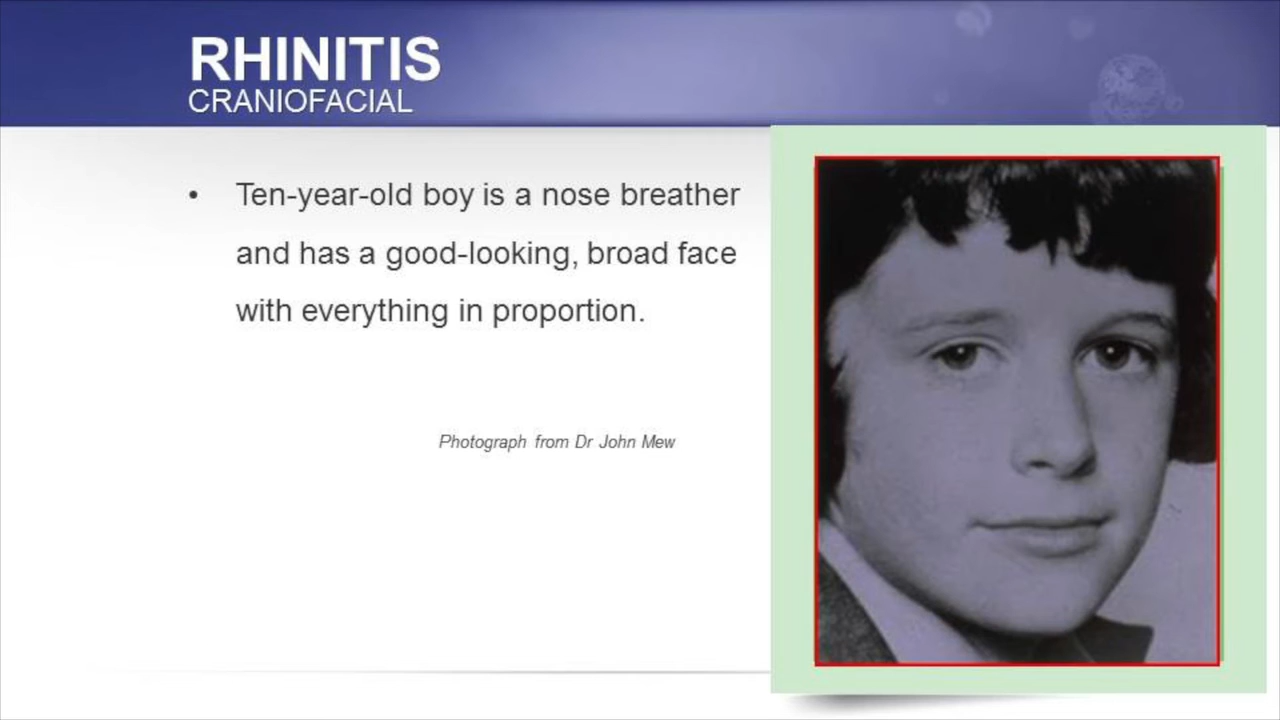 RHINITIS
CRANIOFACIAL
• Ten-year-old boy is a nose breather
and has a good-looking, broad face
with everything in proportion.
Photograph from Dr John Mew